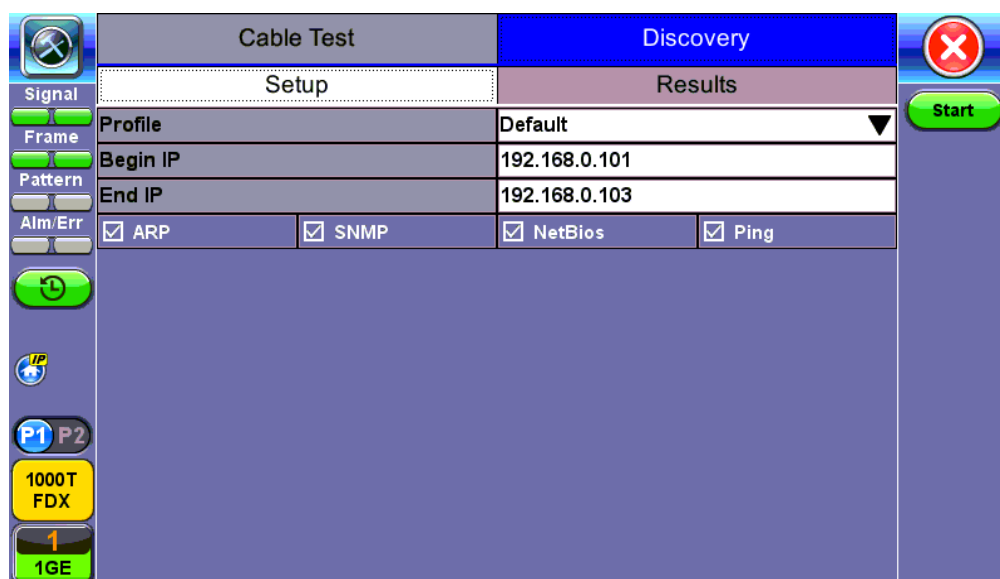 Cable Test
Discovery
Setup
Results
Signal
Frame
Pattern
Alm/Err
Profile
Default
Begin IP
192.168.0.101
End IP
192.168.0.103
ARP
SNMP
NetBios
Ping
Start
IP
P1 P2
1000T
FDX
1
1GE